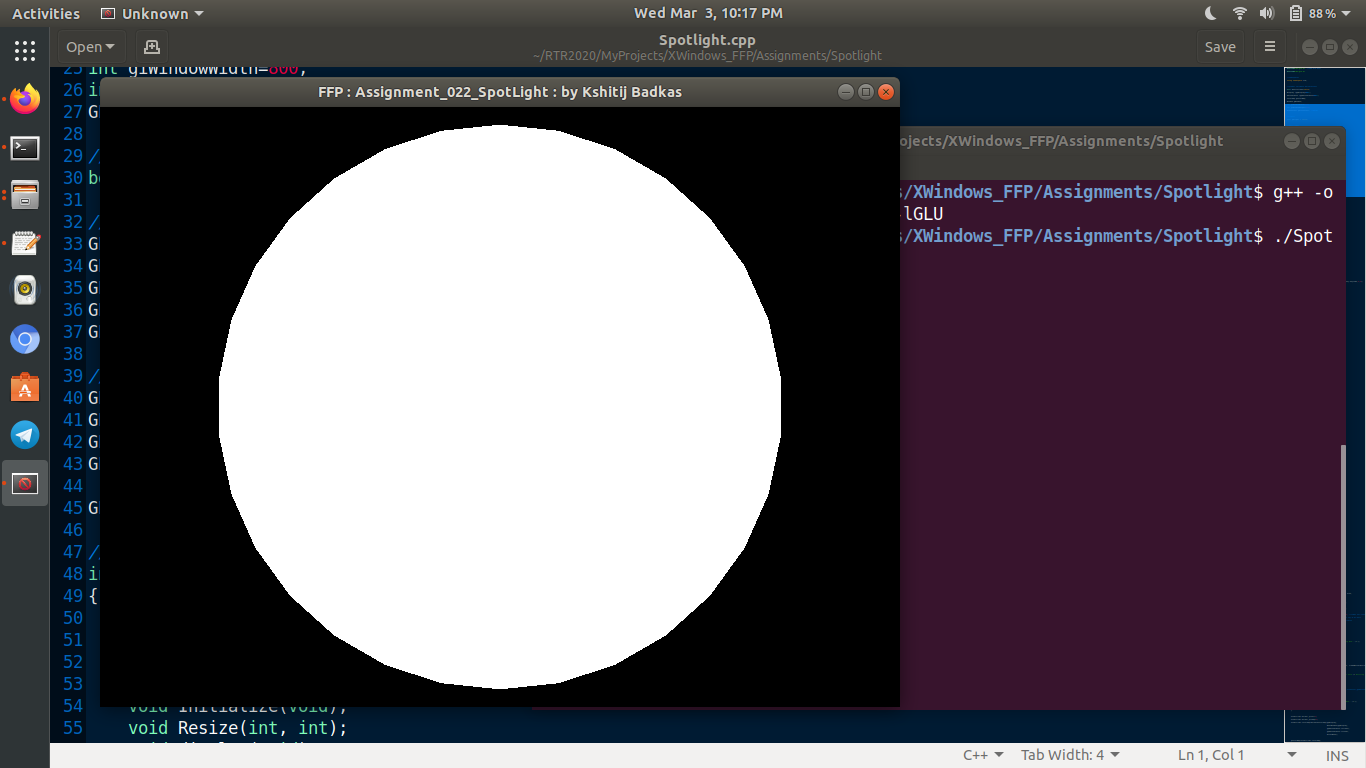 Activities Unknown Wed Mar 3, 10:17 PM 88%
Open Spotlight.cpp Save
~/RTR2020/MyProjects/XWindows_FFP/Assignments/Spotlight
25 int giWindowWidth=800;
26 in
27 G
28
29 //
30 bo
31
32 //
33 G
34 G
35 G
36 G
37 G
38
39 //
40 G
41 G
42 G
43 G
44
45 G
46
47 //
48 in
49 {
50
51
52
53
54 void Initialize(void);
55 void Resize(int, int);
FFP : Assignment_022_SpotLight : by Kshitij Badkas
ojects/XWindows_FFP/Assignments/Spotlight
s/XWindows_FFP/Assignments/Spotlight$ g++ -o
-lGLU
s/XWindows_FFP/Assignments/Spotlight$ ./Spot
C++ Tab Width: 4 Ln 1, Col 1 INS